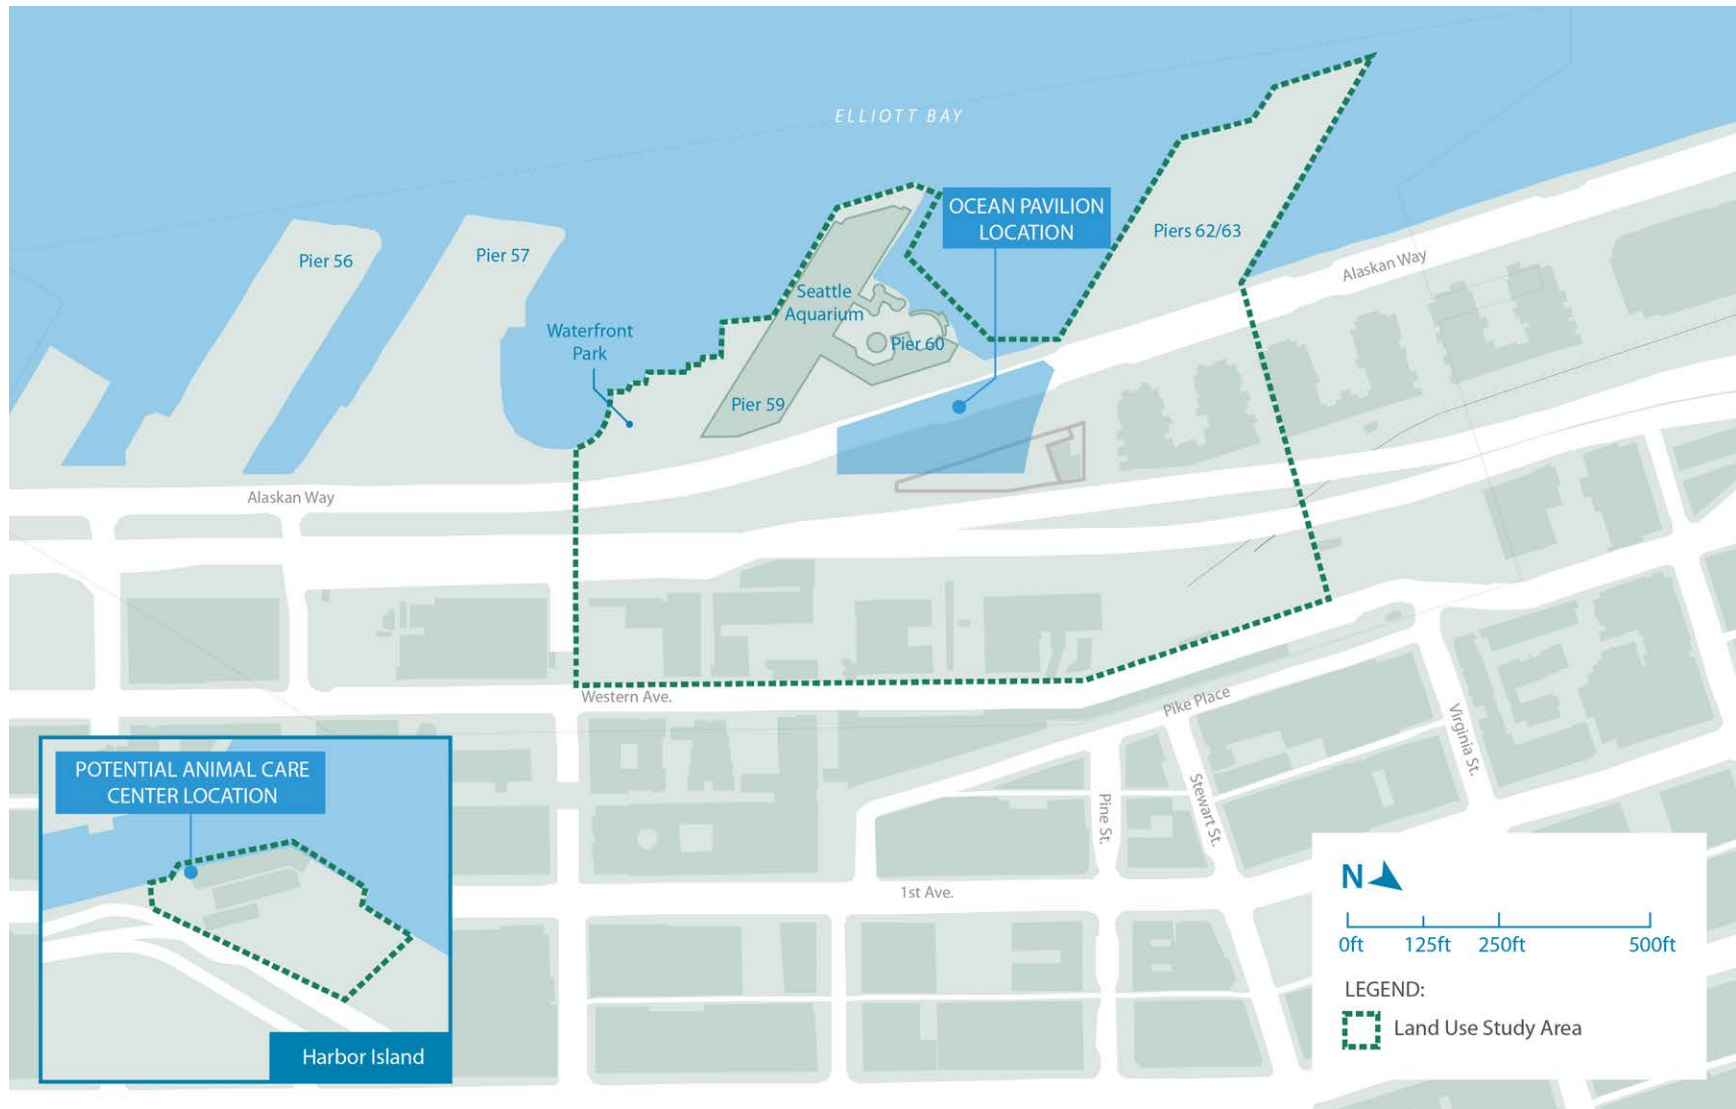 ELLIOTT BAY
OCEAN PAVILION
LOCATION
Pier 56
Pier 57
Piers 62/63
Alaskan Way
Seattle
Aquarium
Waterfront
Park
Pier 60
Pier 59
Alaskan Way
Western Ave.
Pike Place
Virginia St.
Stewart St.
Pine St.
1st Ave.
POTENTIAL ANIMAL CARE
CENTER LOCATION
Harbor Island
N
0ft 125ft 250ft 500ft
LEGEND:
Land Use Study Area